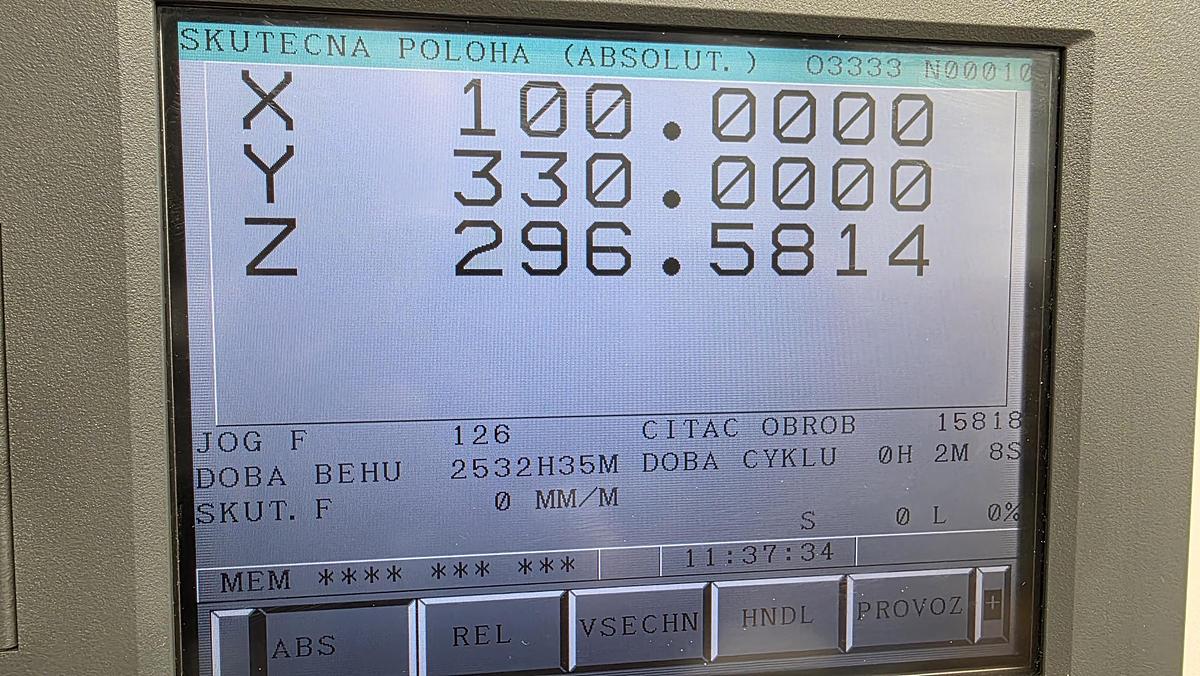 SKUTECNA POLOHA (ABSOLUT.) O3333 N00010
X 100.0000
Y 330.0000
Z 296.5814
JOG F 126 CITAC OBROB 15818
DOBA BEHU 2532H35M DOBA CYKLU 0H 2M 8S
SKUT. F 0 MM/M
S 0 L 0%
MEM **** *** *** 11:37:34
ABS REL VSECHN HNDL PROVOZ +